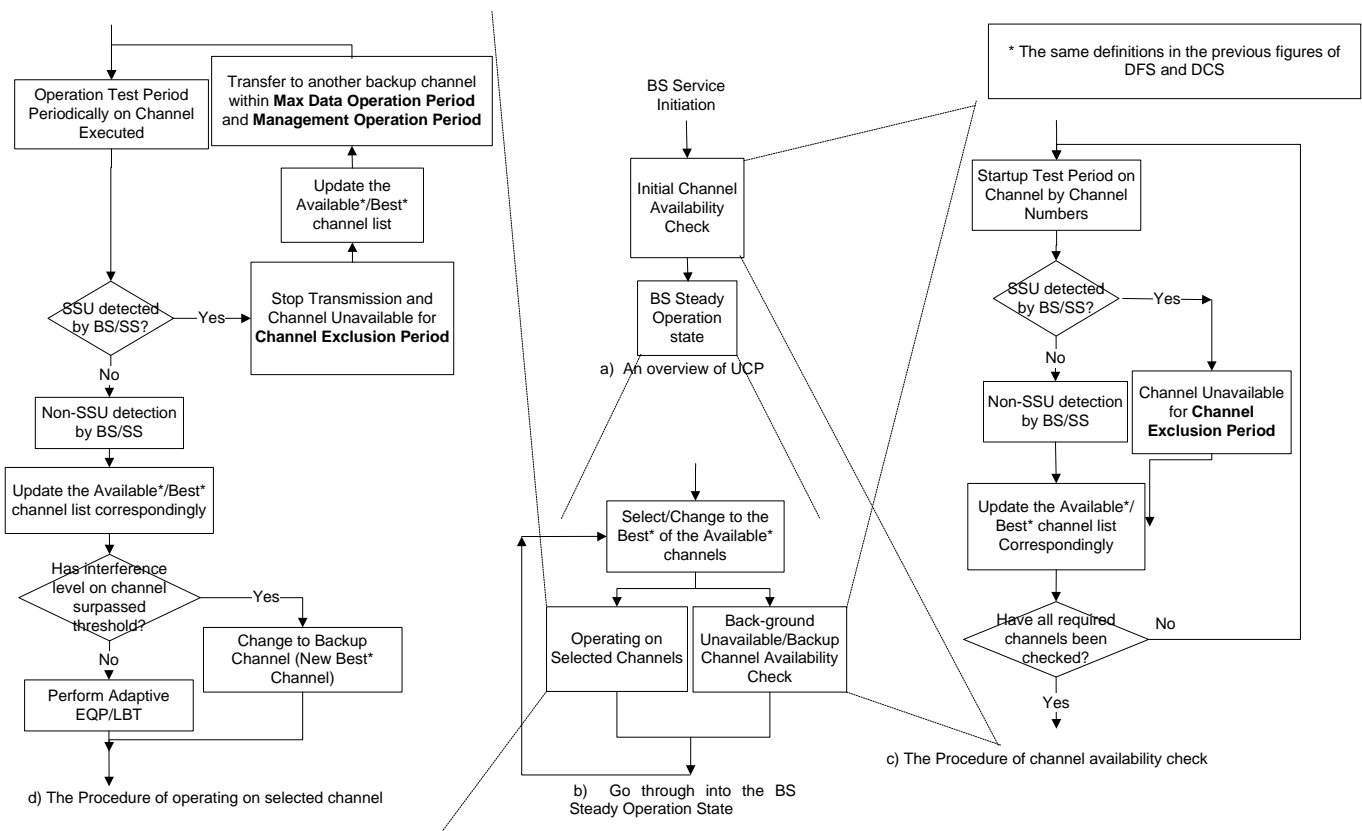 Operation Test Period
Periodically on Channel
Executed
Transfer to another backup channel
within Max Data Operation Period
and Management Operation Period
Update the
Available*/Best*
channel list
SSU detected
by BS/SS?
Yes
Stop Transmission and
Channel Unavailable for
Channel Exclusion Period
No
Non-SSU detection
by BS/SS
Update the Available*/Best*
channel list correspondingly
Has interference
level on channel
surpassed
threshold?
Yes
Change to Backup
Channel (New Best*
Channel)
No
Perform Adaptive
EQP/LBT
d) The Procedure of operating on selected channel
BS Service
Initiation
Initial Channel
Availability
Check
BS Steady
Operation
state
a) An overview of UCP
Select/Change to the
Best* of the Available*
channels
Operating on
Selected Channels
Back-ground
Unavailable/Backup
Channel Availability
Check
b) Go through into the BS
Steady Operation State
* The same definitions in the previous figures of
DFS and DCS
Startup Test Period on
Channel by Channel
Numbers
SSU detected
by BS/SS?
Yes
No
Non-SSU detection
by BS/SS
Channel Unavailable
for Channel
Exclusion Period
Update the Available*/
Best* channel list
Correspondingly
Have all required
channels been
checked?
No
Yes
c) The Procedure of channel availability check